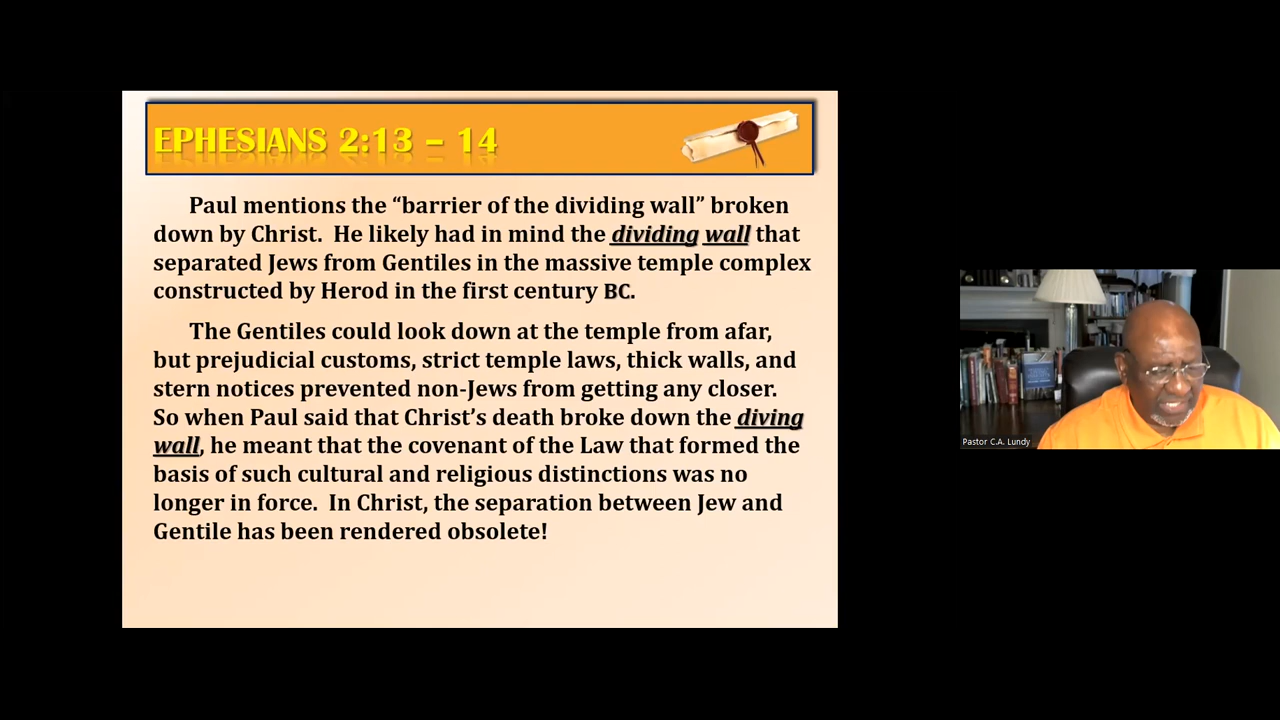 EPHESIANS 2:13 – 14
Paul mentions the “barrier of the dividing wall” broken
down by Christ.  He likely had in mind the dividing wall that
separated Jews from Gentiles in the massive temple complex
constructed by Herod in the first century BC.
The Gentiles could look down at the temple from afar,
but prejudicial customs, strict temple laws, thick walls, and
stern notices prevented non-Jews from getting any closer.
So when Paul said that Christ’s death broke down the diving
wall, he meant that the covenant of the Law that formed the
basis of such cultural and religious distinctions was no
longer in force.  In Christ, the separation between Jew and
Gentile has been rendered obsolete!
Pastor C.A. Lundy